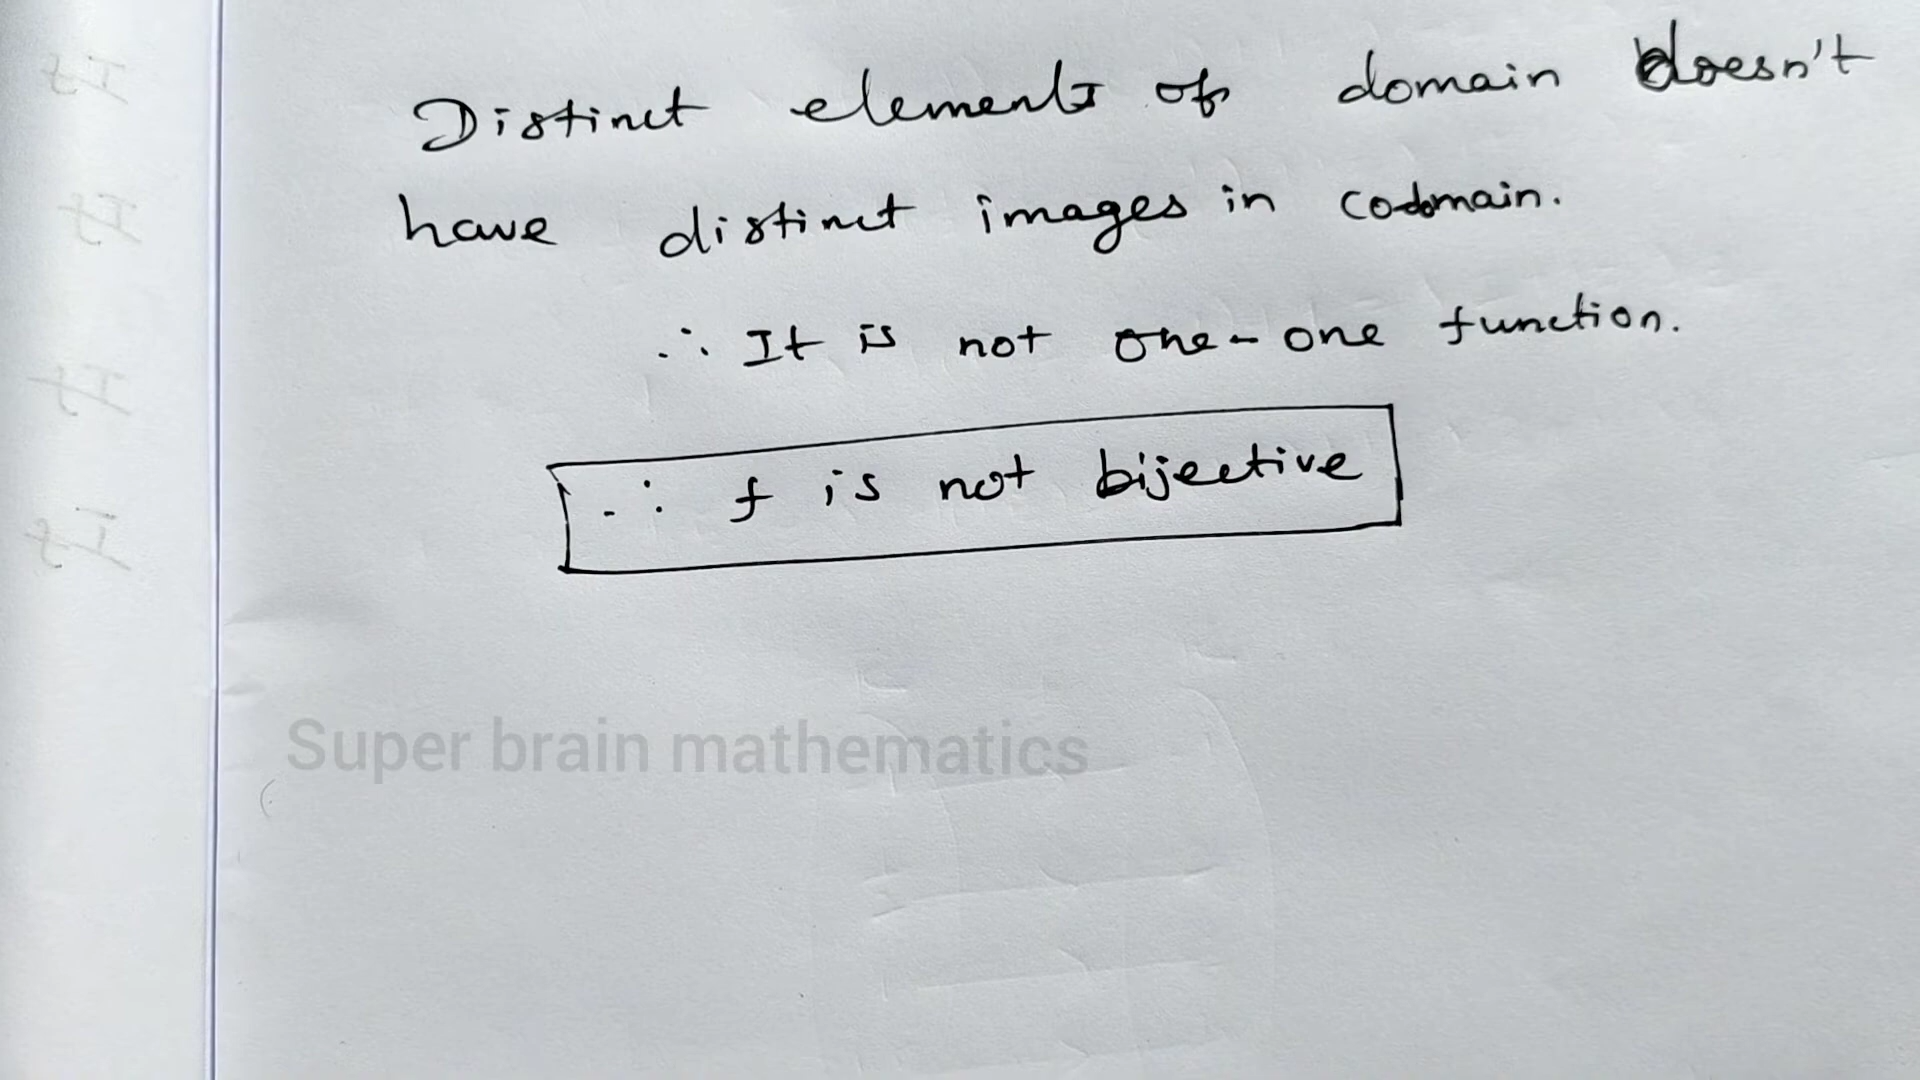 Distinct elements of domain doesn't
have distinct images in codomain.
∴ It is not one-one function.
∴ f is not bijective
Super brain mathematics